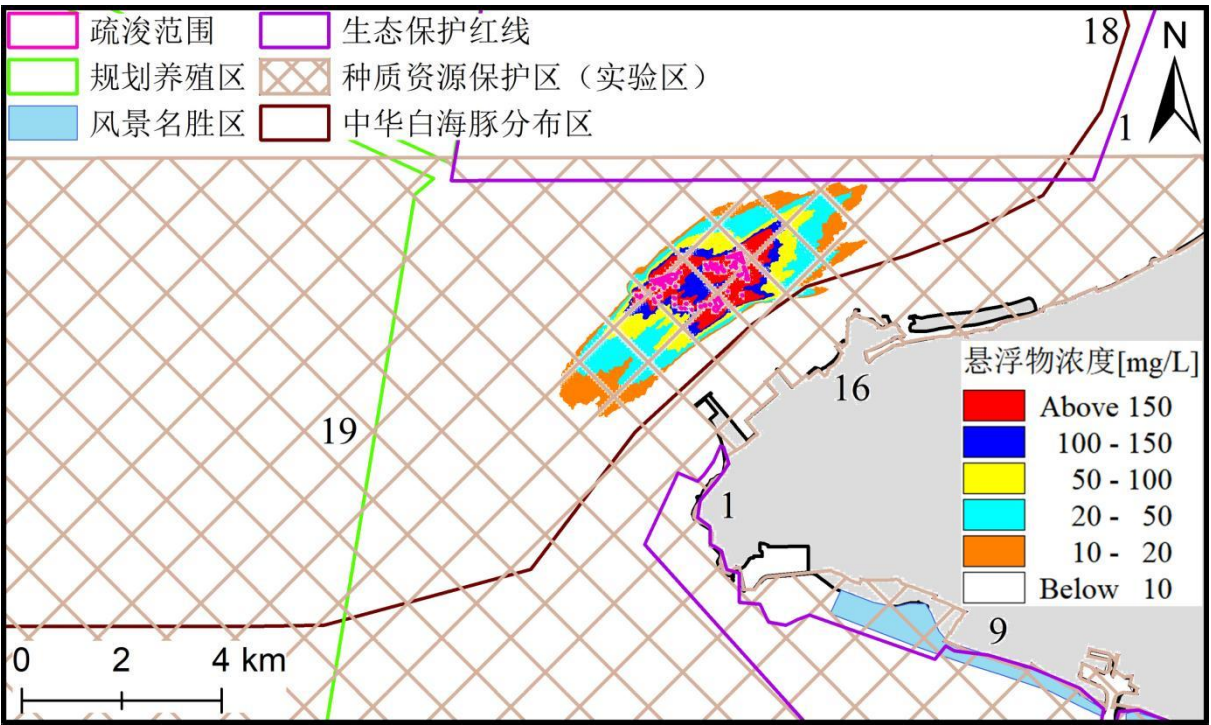 疏浚范围
生态保护红线
规划养殖区
种质资源保护区（实验区）
风景名胜区
中华白海豚分布区
18
N
1
19
16
悬浮物浓度[mg/L]
Above 150
100 - 150
50 - 100
20 - 50
10 - 20
Below 10
1
9
0 2 4 km